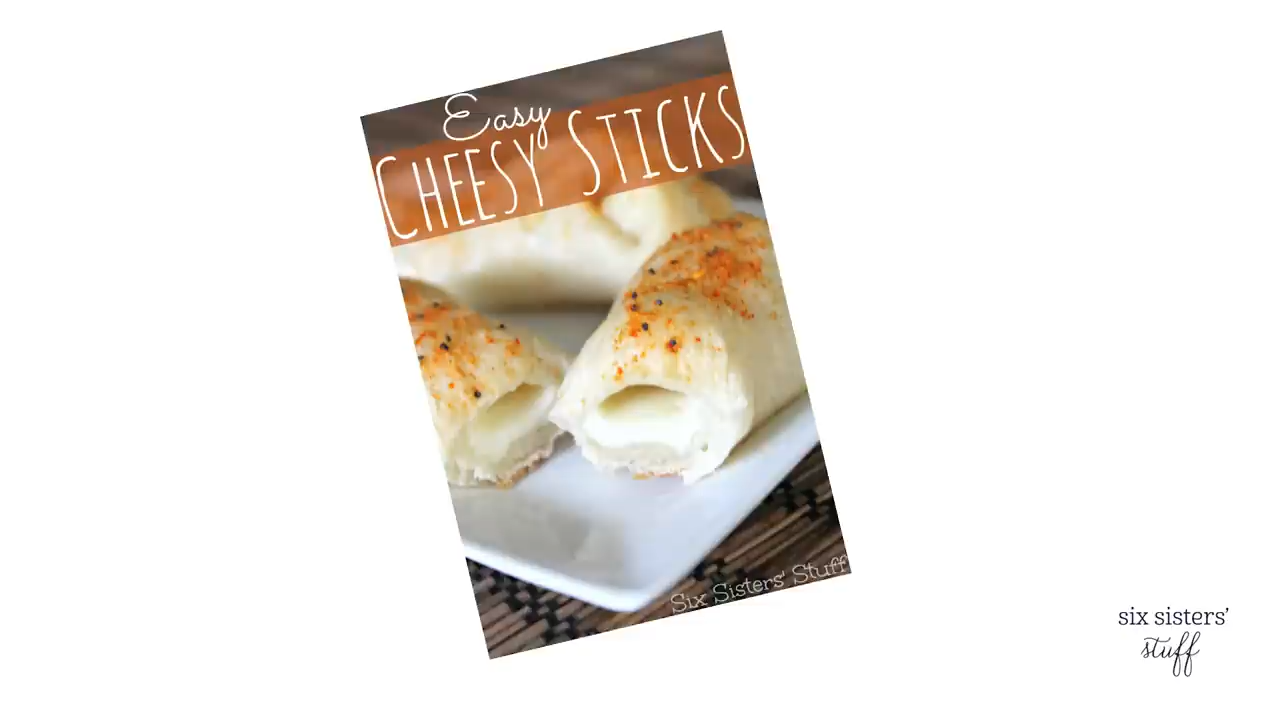 Easy
CHEESY STICKS
Six Sisters' Stuff
six sisters'
stuff